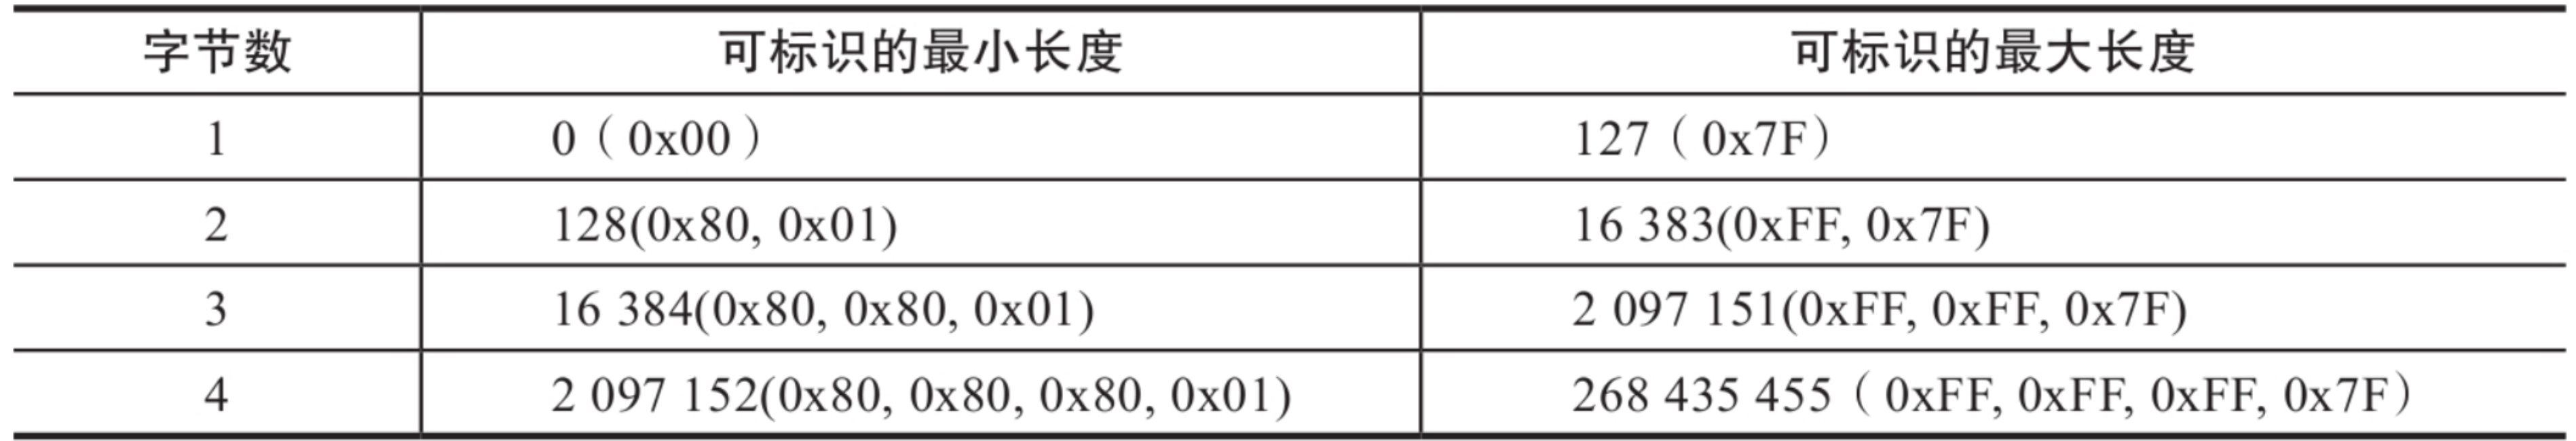 字节数 可标识的最小长度 可标识的最大长度
1 0（0x00） 127（0x7F）
2 128(0x80, 0x01) 16 383(0xFF, 0x7F)
3 16 384(0x80, 0x80, 0x01) 2 097 151(0xFF, 0xFF, 0x7F)
4 2 097 152(0x80, 0x80, 0x80, 0x01) 268 435 455（0xFF, 0xFF, 0xFF, 0x7F）